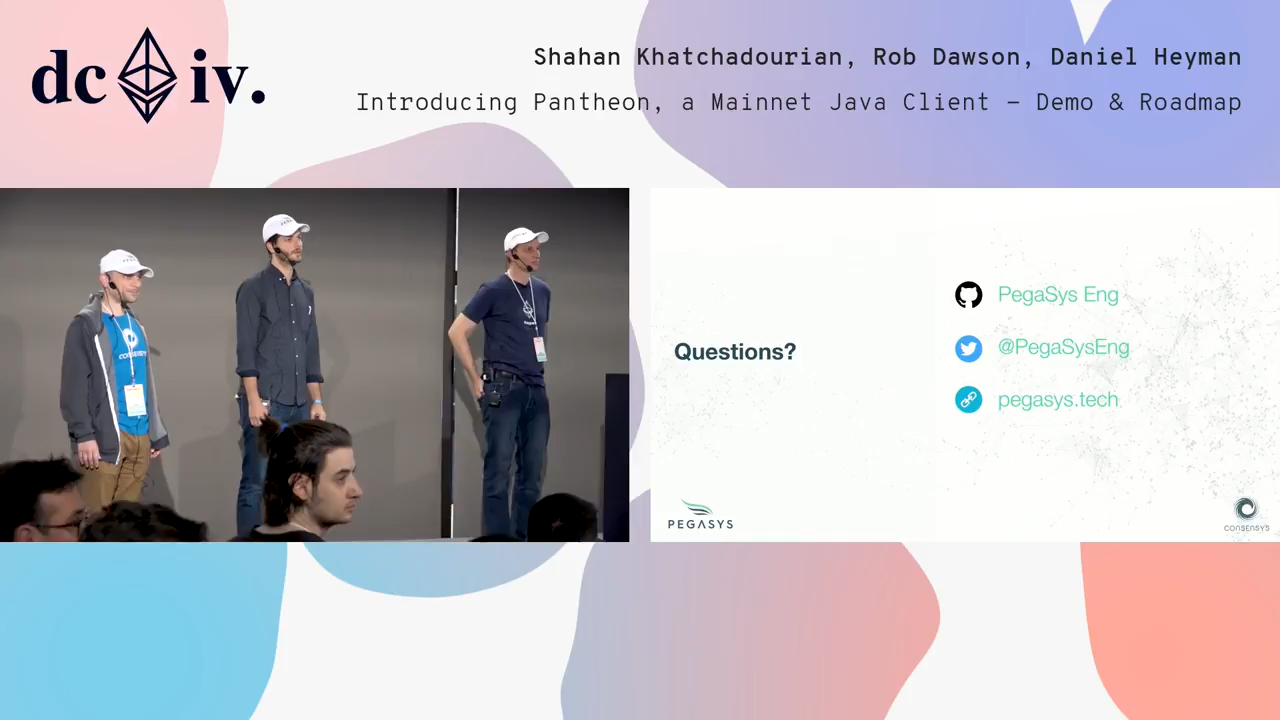 dc iv.
Shahan Khatchadourian, Rob Dawson, Daniel Heyman
Introducing Pantheon, a Mainnet Java Client – Demo & Roadmap
Questions?
PegaSys Eng
@PegaSysEng
pegasys.tech
PEGASYS
CONSENSYS
CONSENSYS